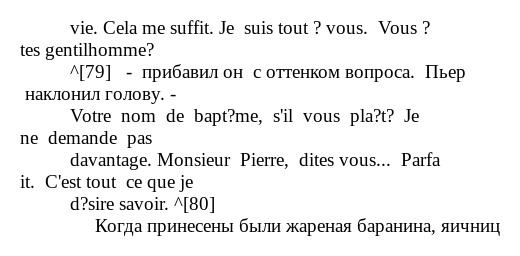 vie. Cela me suffit. Je  suis tout ? vous.  Vous ?
tes gentilhomme?
^[79]   -  прибавил он  с оттенком вопроса.  Пьер
наклонил голову. -
Votre  nom  de  bapt?me,  s'il  vous  pla?t?  Je
ne  demande  pas
davantage. Monsieur  Pierre,  dites vous...  Parfa
it.  C'est tout  ce que je
d?sire savoir. ^[80]
Когда принесены были жареная баранина, яичниц